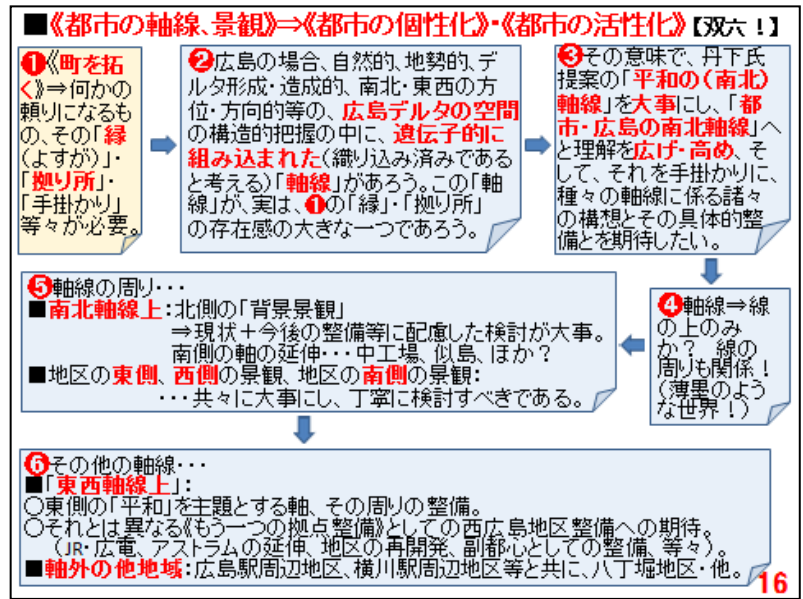 ■《都市の軸線、景観》⇒《都市の個性化》・《都市の活性化》【双六！】
❶《町を拓
く》⇒何かの
頼りになるも
の、その「縁
（よすが）」・
「拠り所」・
「手掛かり」
等々が必要。
❷広島の場合、自然的、地勢的、デ
ルタ形成・造成的、南北・東西の方
位・方向的等の、広島デルタの空間
の構造的把握の中に、遺伝子的に
組み込まれた（織り込み済みである
と考える）「軸線」があろう。この「軸
線」が、実は、❶の「縁」・「拠り所」
の存在感の大きな一つであろう。
❸その意味で、丹下氏
提案の「平和の（南北）
軸線」を大事にし、「都
市・広島の南北軸線」へ
と理解を広げ・高め、そ
して、それを手掛かりに、
種々の軸線に係る諸々
の構想とその具体的整
備とを期待したい。
❹軸線⇒線
の上のみ
か？　線の
周りも関係！
（薄墨のよう
な世界！）
❺軸線の周り・・・
■南北軸線上：北側の「背景景観」
⇒現状＋今後の整備等に配慮した検討が大事。
南側の軸の延伸・・・中工場、似島、ほか？
■地区の東側、西側の景観、地区の南側の景観：
・・・共々に大事にし、丁寧に検討すべきである。
❻その他の軸線・・・
■「東西軸線上」：
○東側の「平和」を主題とする軸、その周りの整備。
○それとは異なる《もう一つの拠点整備》としての西広島地区整備への期待。
（JR・広電、アストラムの延伸、地区の再開発、副都心としての整備、等々）。
■軸外の他地域：広島駅周辺地区、横川駅周辺地区等と共に、八丁堀地区・他。
16